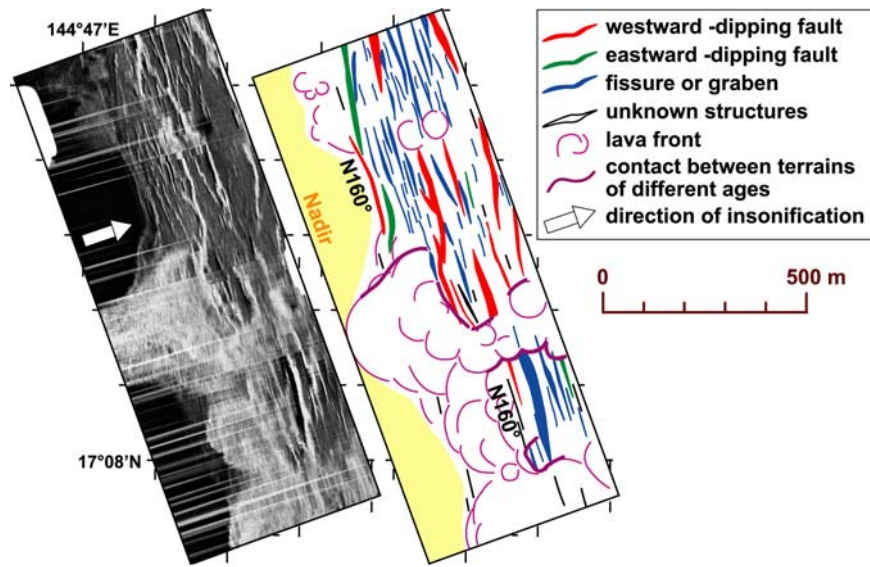 144°47'E
17°08'N
N160°
Nadir
N160°
westward -dipping fault
eastward -dipping fault
fissure or graben
unknown structures
lava front
contact between terrains
of different ages
direction of insonification
0 500 m